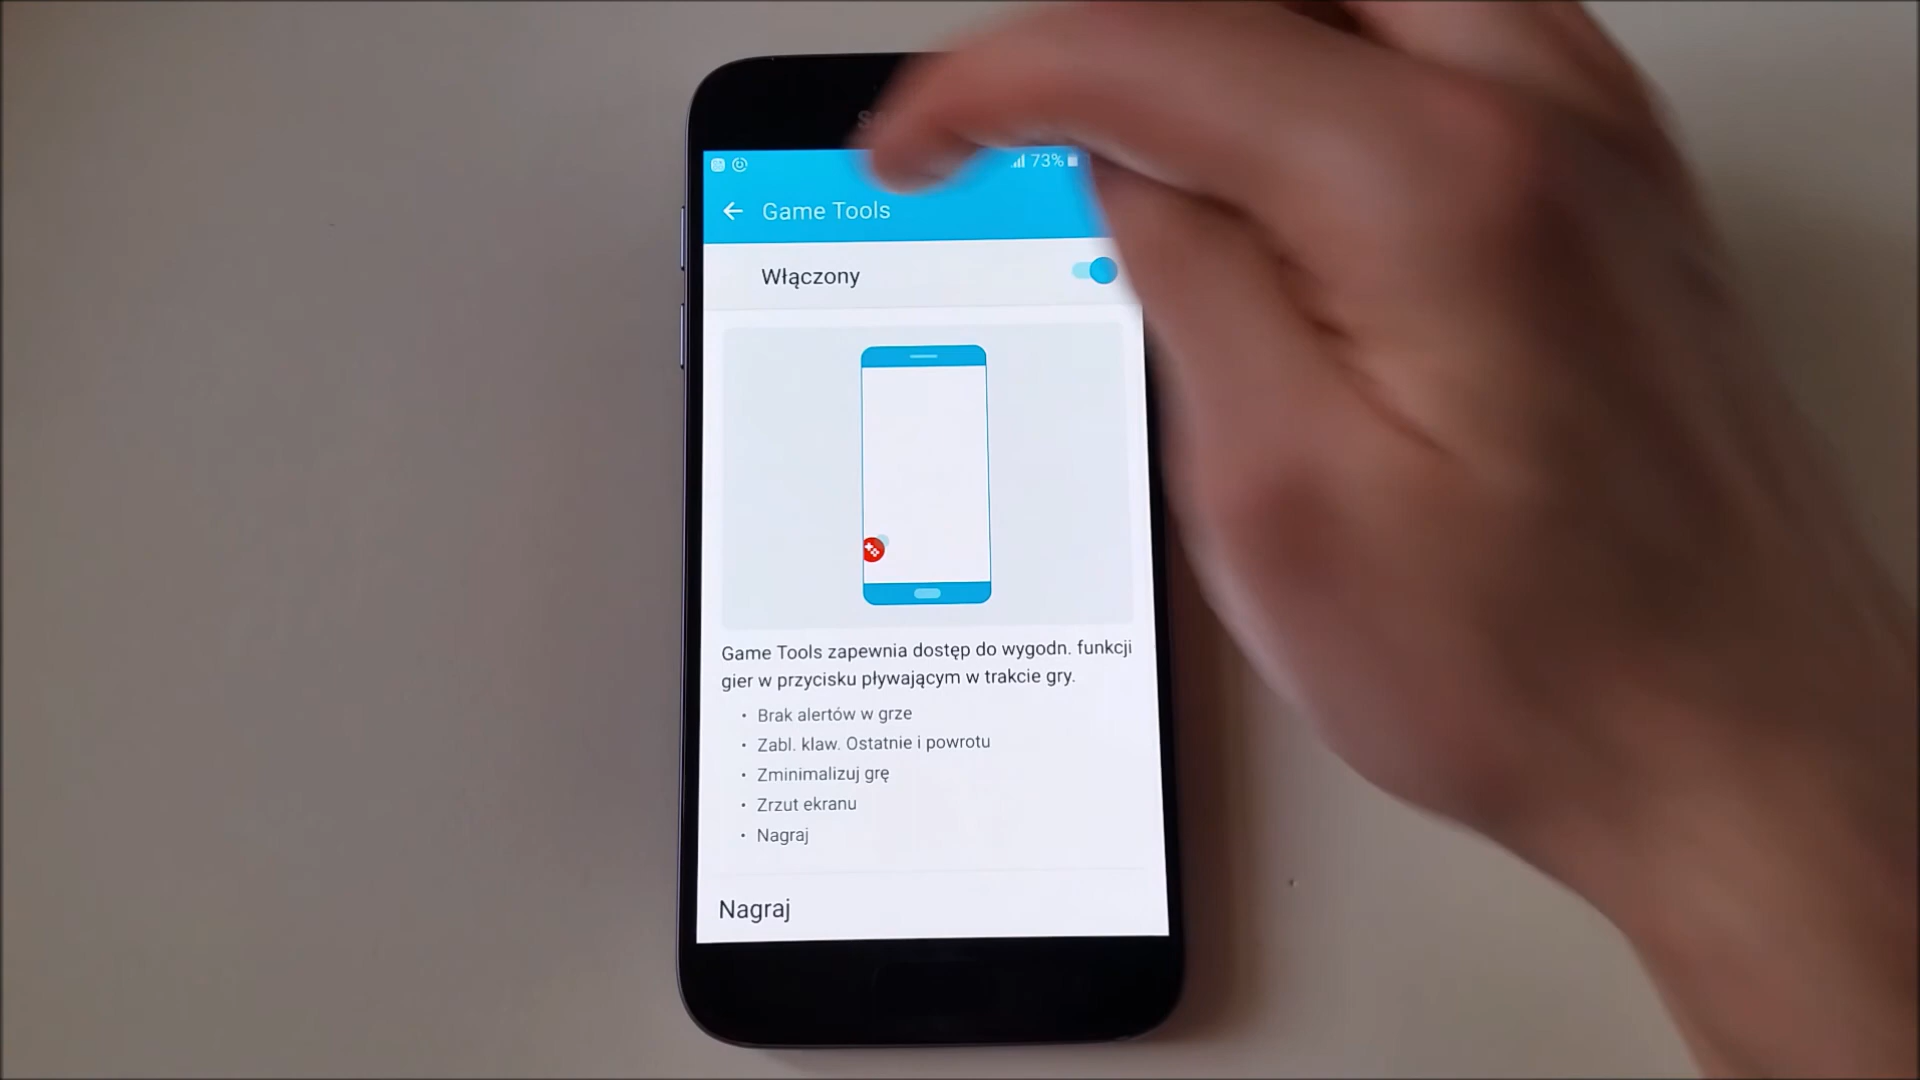 73%
Game Tools
Włączony
Game Tools zapewnia dostęp do wygodn. funkcji
gier w przycisku pływającym w trakcie gry.
• Brak alertów w grze
• Zabl. klaw. Ostatnie i powrotu
• Zminimalizuj grę
• Zrzut ekranu
• Nagraj
Nagraj